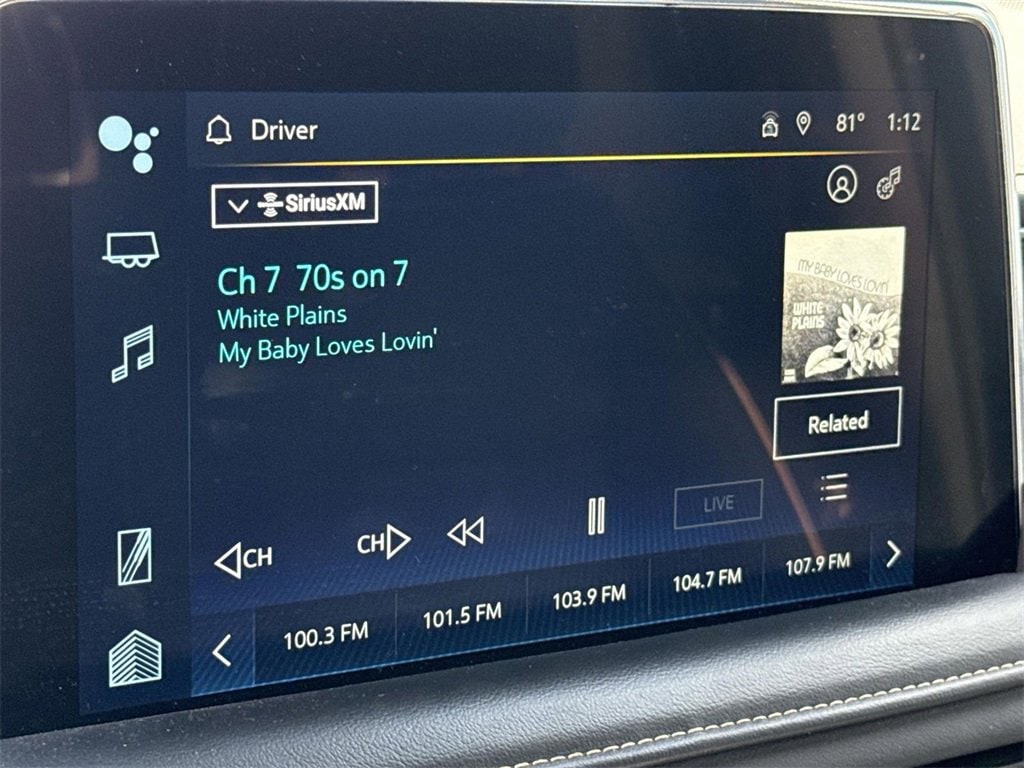 Driver
81° 1:12
SiriusXM
Ch 7 70s on 7
White Plains
My Baby Loves Lovin'
MY BABY LOVES LOVIN'
WHITE
PLAINS
Related
LIVE
CH
CH
100.3 FM
101.5 FM
103.9 FM
104.7 FM
107.9 FM